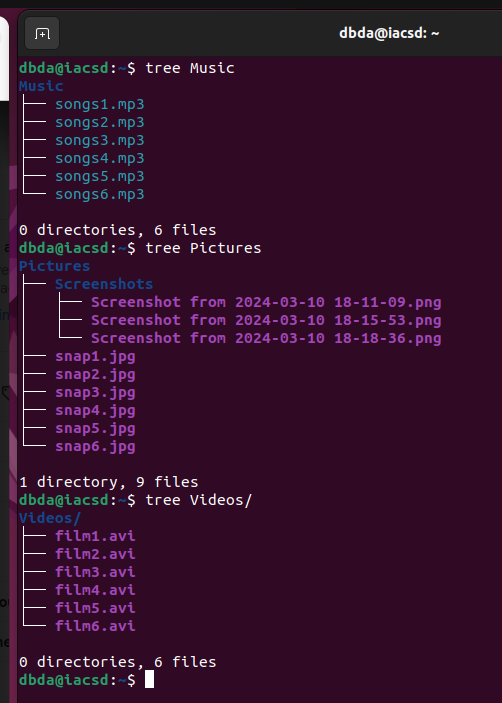 dbda@iacsd: ~
dbda@iacsd:~$ tree Music
Music
├── songs1.mp3
├── songs2.mp3
├── songs3.mp3
├── songs4.mp3
├── songs5.mp3
└── songs6.mp3
0 directories, 6 files
dbda@iacsd:~$ tree Pictures
Pictures
├── Screenshots
│   ├── Screenshot from 2024-03-10 18-11-09.png
│   ├── Screenshot from 2024-03-10 18-15-53.png
│   └── Screenshot from 2024-03-10 18-18-36.png
├── snap1.jpg
├── snap2.jpg
├── snap3.jpg
├── snap4.jpg
├── snap5.jpg
└── snap6.jpg
1 directory, 9 files
dbda@iacsd:~$ tree Videos/
Videos/
├── film1.avi
├── film2.avi
├── film3.avi
├── film4.avi
├── film5.avi
└── film6.avi
0 directories, 6 files
dbda@iacsd:~$